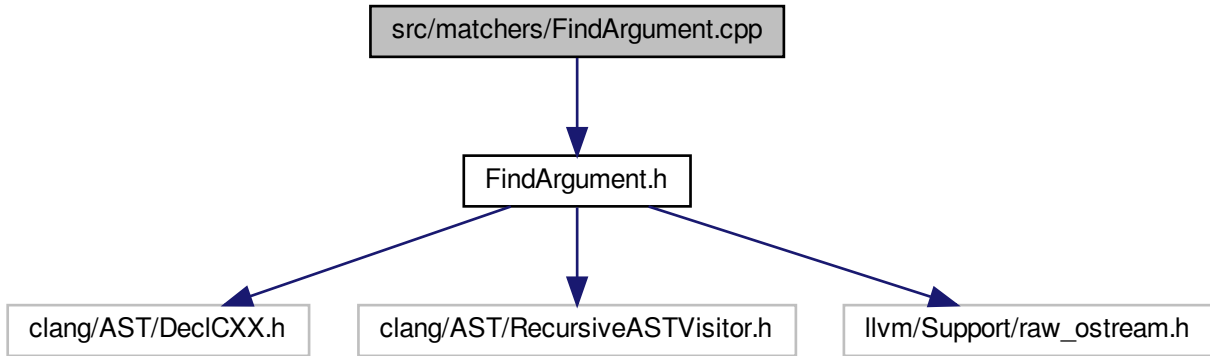 src/matchers/FindArgument.cpp
FindArgument.h
clang/AST/DeclCXX.h
clang/AST/RecursiveASTVisitor.h
llvm/Support/raw_ostream.h